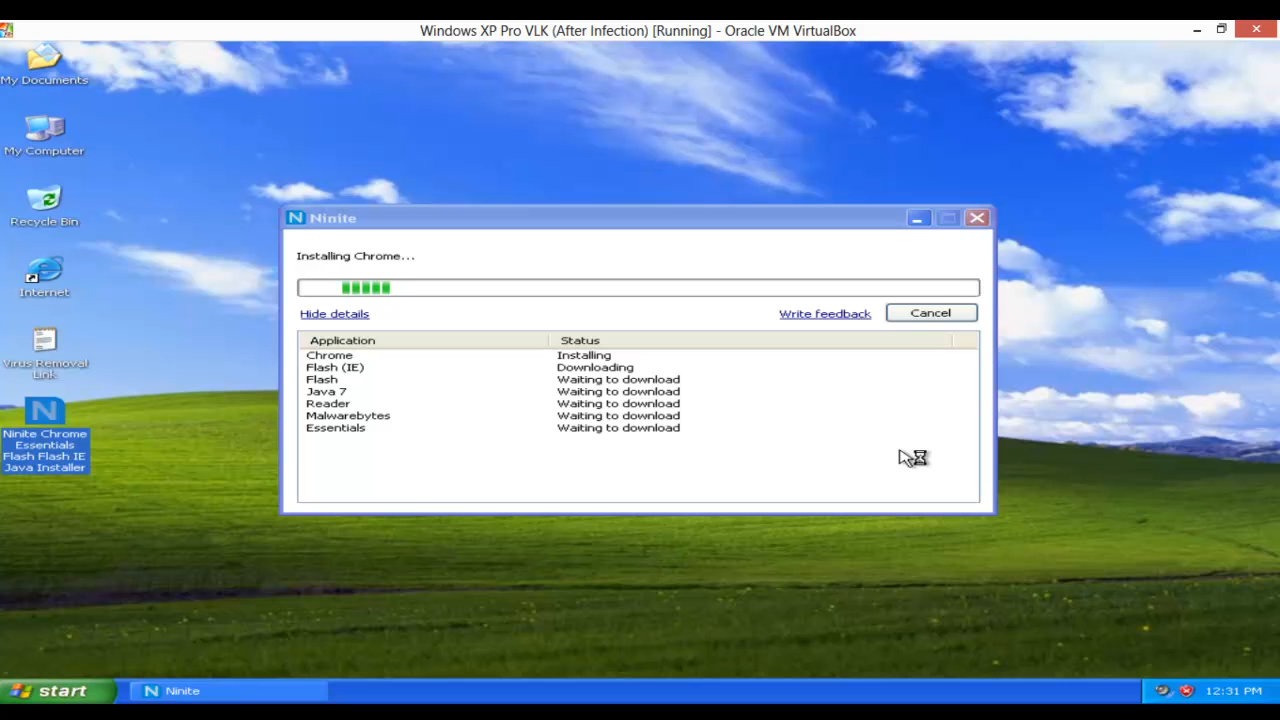 Windows XP Pro VLK (After Infection) [Running] - Oracle VM VirtualBox
My Documents
My Computer
Recycle Bin
Internet
Virus Removal
Link
Ninite Chrome
Essentials
Flash Flash IE
Java Installer
Ninite
Installing Chrome...
Hide details
Write feedback
Cancel
Application Status
Chrome Installing
Flash (IE) Downloading
Flash Waiting to download
Java 7 Waiting to download
Reader Waiting to download
Malwarebytes Waiting to download
Essentials Waiting to download
start
Ninite
12:31 PM